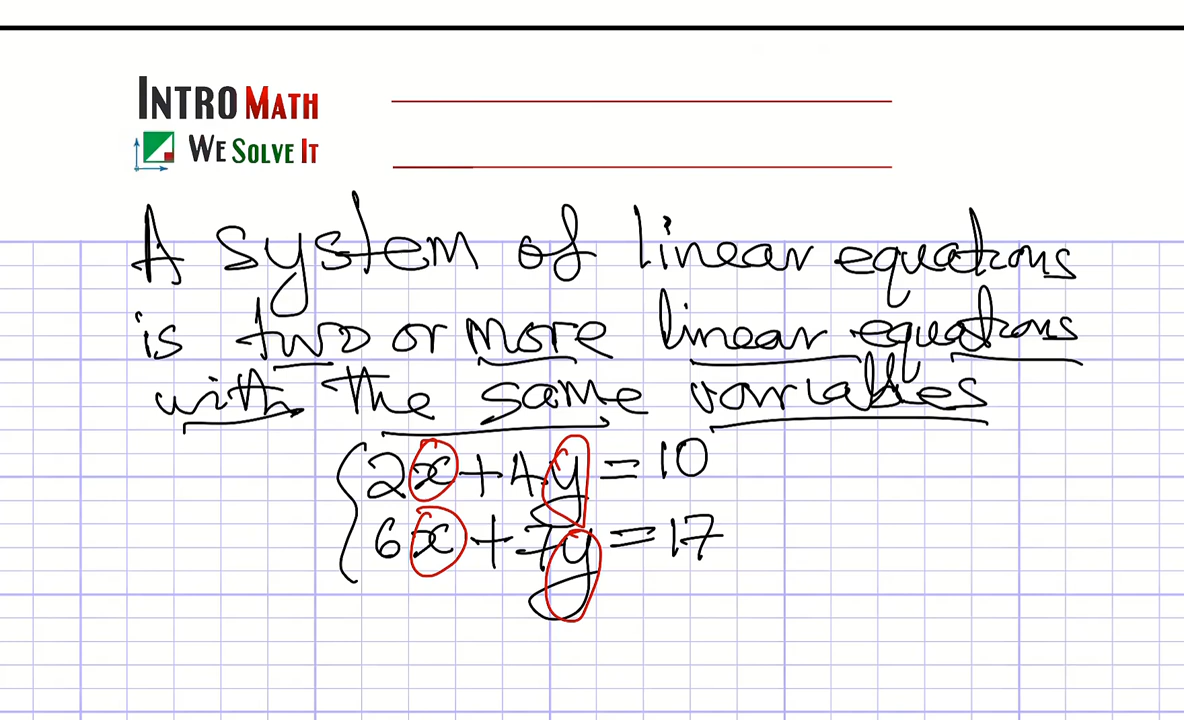 INTRO MATH
WE SOLVE IT
A system of linear equations
is two or more linear equations
with the same variables
2x+4y=10
6x+7y=17